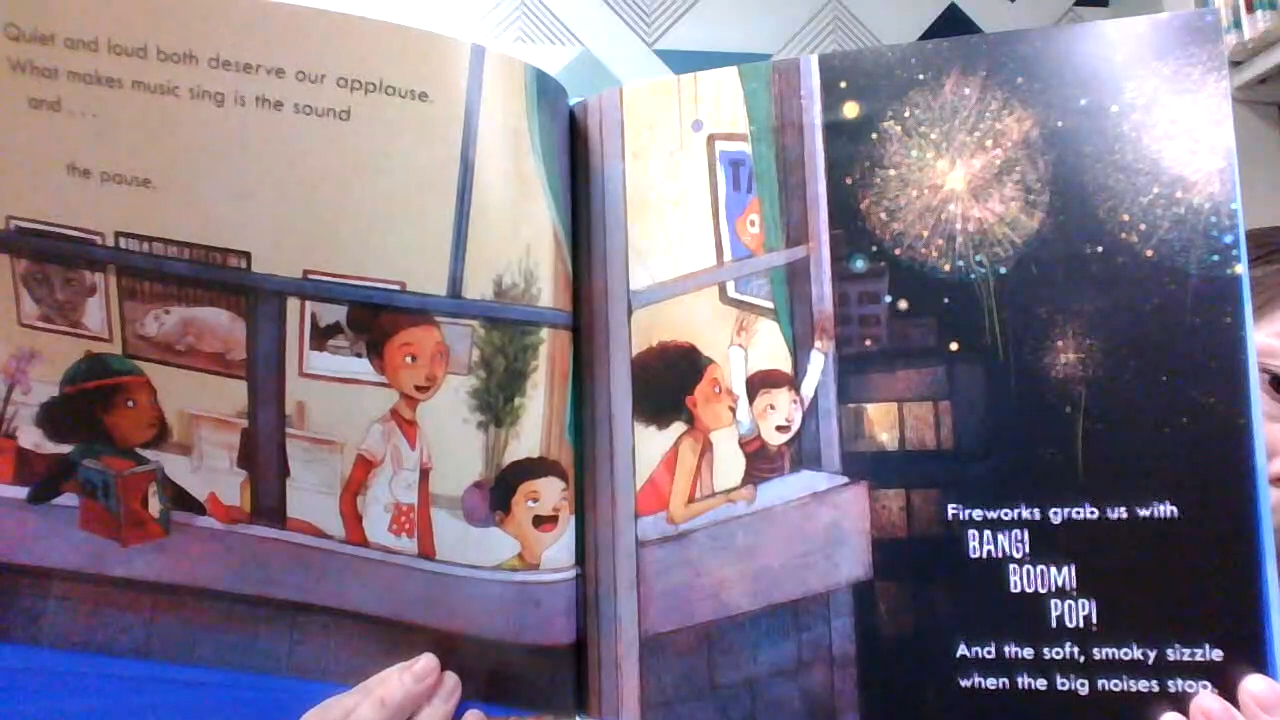 Quiet and loud both deserve our applause.
What makes music sing is the sound
and . . .
the pause.
TA
Fireworks grab us with
BANG!
BOOM!
POP!
And the soft, smoky sizzle
when the big noises stop.